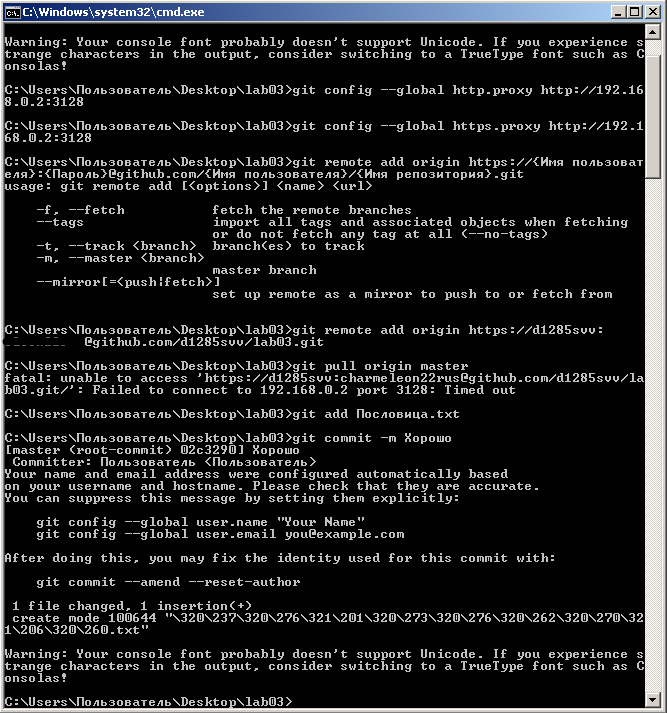 C:\Windows\system32\cmd.exe
Warning: Your console font probably doesn't support Unicode. If you experience s
trange characters in the output, consider switching to a TrueType font such as C
onsolas!
C:\Users\Пользователь\Desktop\lab03>git config --global http.proxy http://192.16
8.0.2:3128
C:\Users\Пользователь\Desktop\lab03>git config --global https.proxy http://192.1
68.0.2:3128
C:\Users\Пользователь\Desktop\lab03>git remote add origin https://{Имя пользоват
еля}:{Пароль}@github.com/{Имя пользователя}/{Имя репозитория}.git
usage: git remote add [<options>] <name> <url>
-f, --fetch fetch the remote branches
--tags import all tags and associated objects when fetching
or do not fetch any tag at all (--no-tags)
-t, --track <branch> branch(es) to track
-m, --master <branch>
master branch
--mirror[=<push|fetch>]
set up remote as a mirror to push to or fetch from
C:\Users\Пользователь\Desktop\lab03>git remote add origin https://d1285svv:
@github.com/d1285svv/lab03.git
C:\Users\Пользователь\Desktop\lab03>git pull origin master
fatal: unable to access 'https://d1285svv:charmeleon22rus@github.com/d1285svv/la
b03.git/': Failed to connect to 192.168.0.2 port 3128: Timed out
C:\Users\Пользователь\Desktop\lab03>git add Пословица.txt
C:\Users\Пользователь\Desktop\lab03>git commit -m Хорошо
[master (root-commit) 02c3290] Хорошо
Committer: Пользователь <Пользователь>
Your name and email address were configured automatically based
on your username and hostname. Please check that they are accurate.
You can suppress this message by setting them explicitly:
git config --global user.name "Your Name"
git config --global user.email you@example.com
After doing this, you may fix the identity used for this commit with:
git commit --amend --reset-author
1 file changed, 1 insertion(+)
create mode 100644 "\320\237\320\276\321\201\320\273\320\276\320\262\320\270\32
1\206\320\260.txt"
Warning: Your console font probably doesn't support Unicode. If you experience s
trange characters in the output, consider switching to a TrueType font such as C
onsolas!
C:\Users\Пользователь\Desktop\lab03>